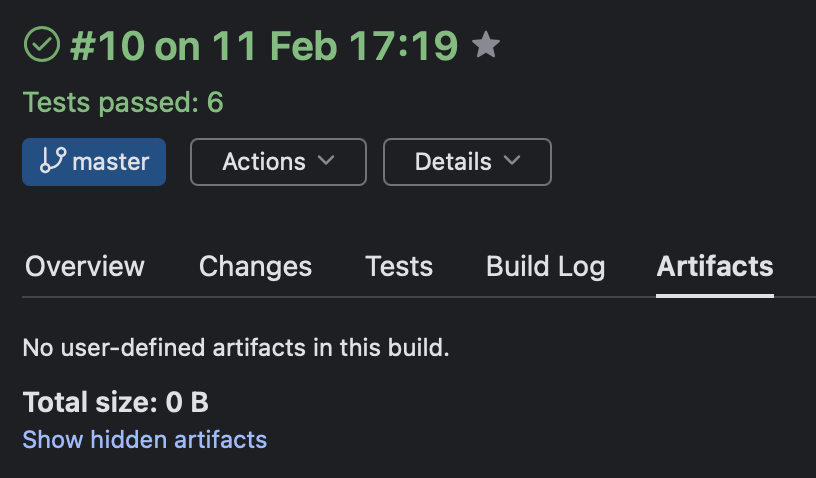 #10 on 11 Feb 17:19
Tests passed: 6
master Actions Details
Overview Changes Tests Build Log Artifacts
No user-defined artifacts in this build.
Total size: 0 B
Show hidden artifacts